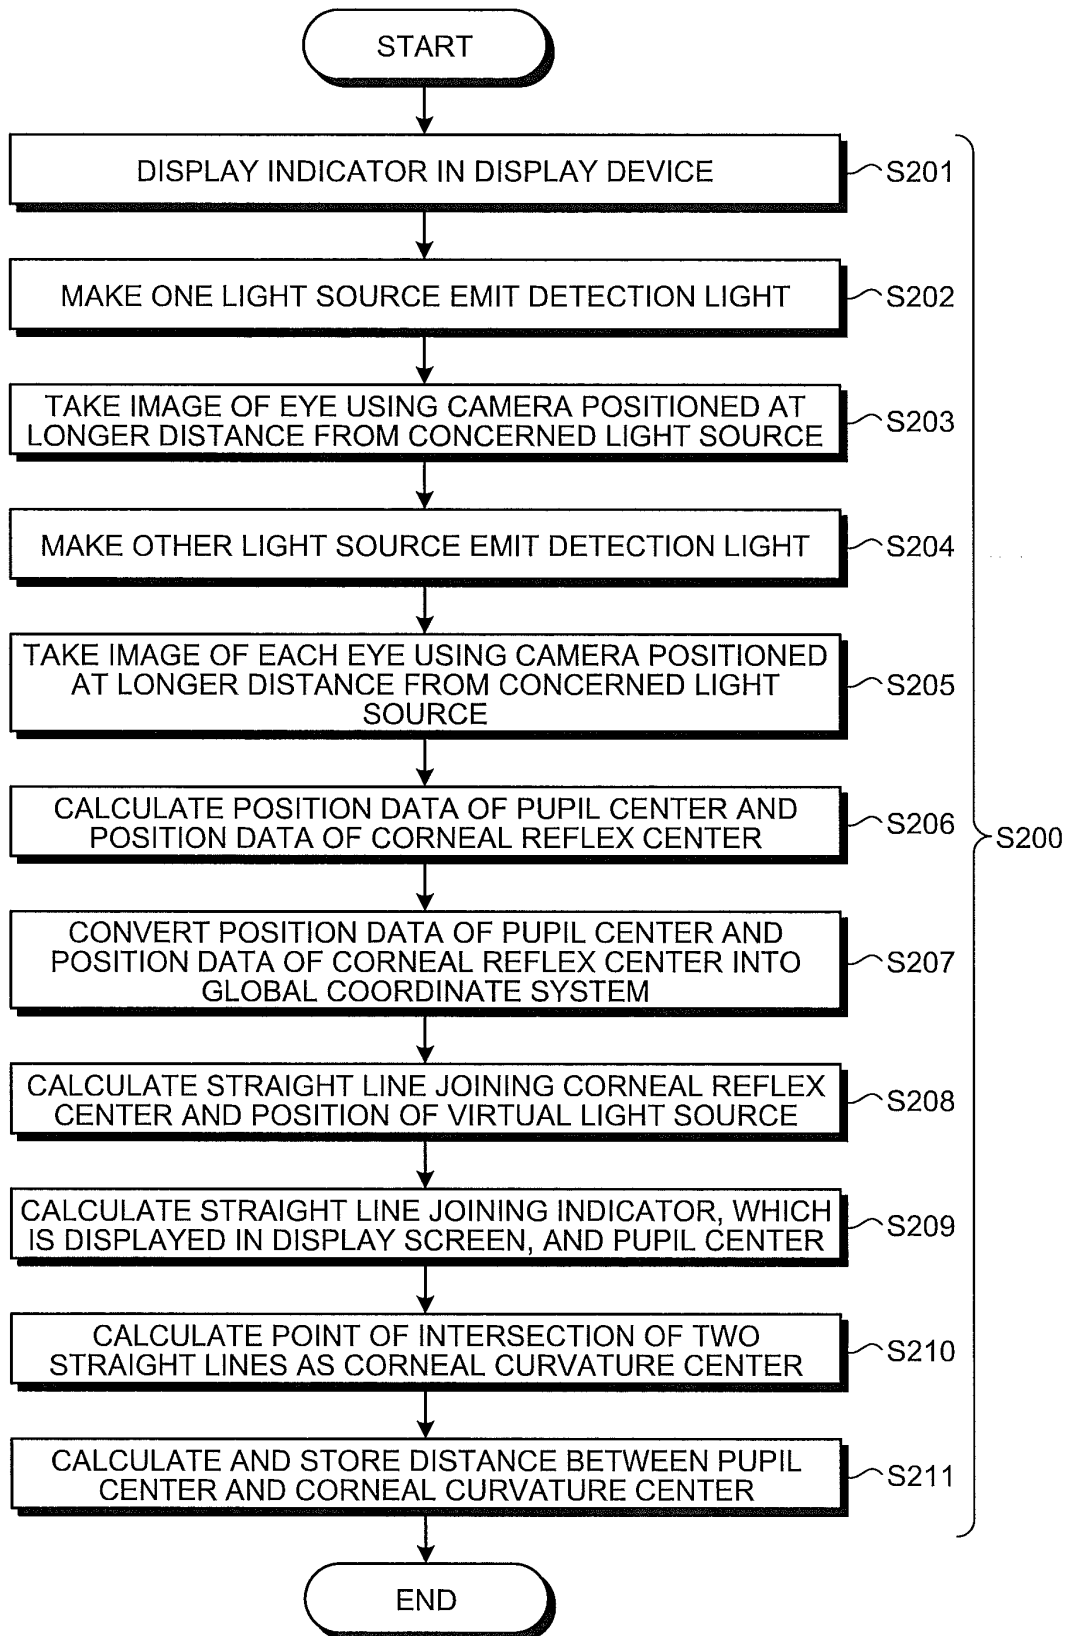 START
DISPLAY INDICATOR IN DISPLAY DEVICE
S201
MAKE ONE LIGHT SOURCE EMIT DETECTION LIGHT
S202
TAKE IMAGE OF EYE USING CAMERA POSITIONED AT
LONGER DISTANCE FROM CONCERNED LIGHT SOURCE
S203
MAKE OTHER LIGHT SOURCE EMIT DETECTION LIGHT
S204
TAKE IMAGE OF EACH EYE USING CAMERA POSITIONED
AT LONGER DISTANCE FROM CONCERNED LIGHT
SOURCE
S205
CALCULATE POSITION DATA OF PUPIL CENTER AND
POSITION DATA OF CORNEAL REFLEX CENTER
S206
S200
CONVERT POSITION DATA OF PUPIL CENTER AND
POSITION DATA OF CORNEAL REFLEX CENTER INTO
GLOBAL COORDINATE SYSTEM
S207
CALCULATE STRAIGHT LINE JOINING CORNEAL REFLEX
CENTER AND POSITION OF VIRTUAL LIGHT SOURCE
S208
CALCULATE STRAIGHT LINE JOINING INDICATOR, WHICH
IS DISPLAYED IN DISPLAY SCREEN, AND PUPIL CENTER
S209
CALCULATE POINT OF INTERSECTION OF TWO
STRAIGHT LINES AS CORNEAL CURVATURE CENTER
S210
CALCULATE AND STORE DISTANCE BETWEEN PUPIL
CENTER AND CORNEAL CURVATURE CENTER
S211
END